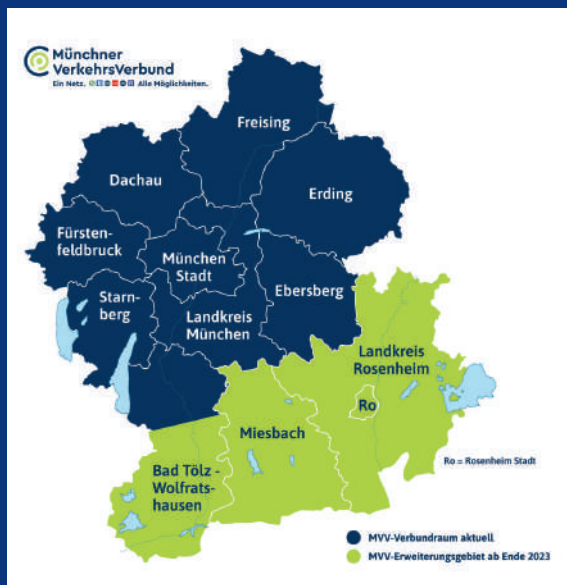 Münchner
VerkehrsVerbund
Ein Netz. Alle Möglichkeiten.
Freising
Dachau
Erding
Fürsten-
feldbruck
München
Stadt
Ebersberg
Starn-
berg
Landkreis
München
Landkreis
Rosenheim
Ro
Miesbach
Ro = Rosenheim Stadt
Bad Tölz -
Wolfrats-
hausen
MVV-Verbundraum aktuell
MVV-Erweiterungsgebiet ab Ende 2023